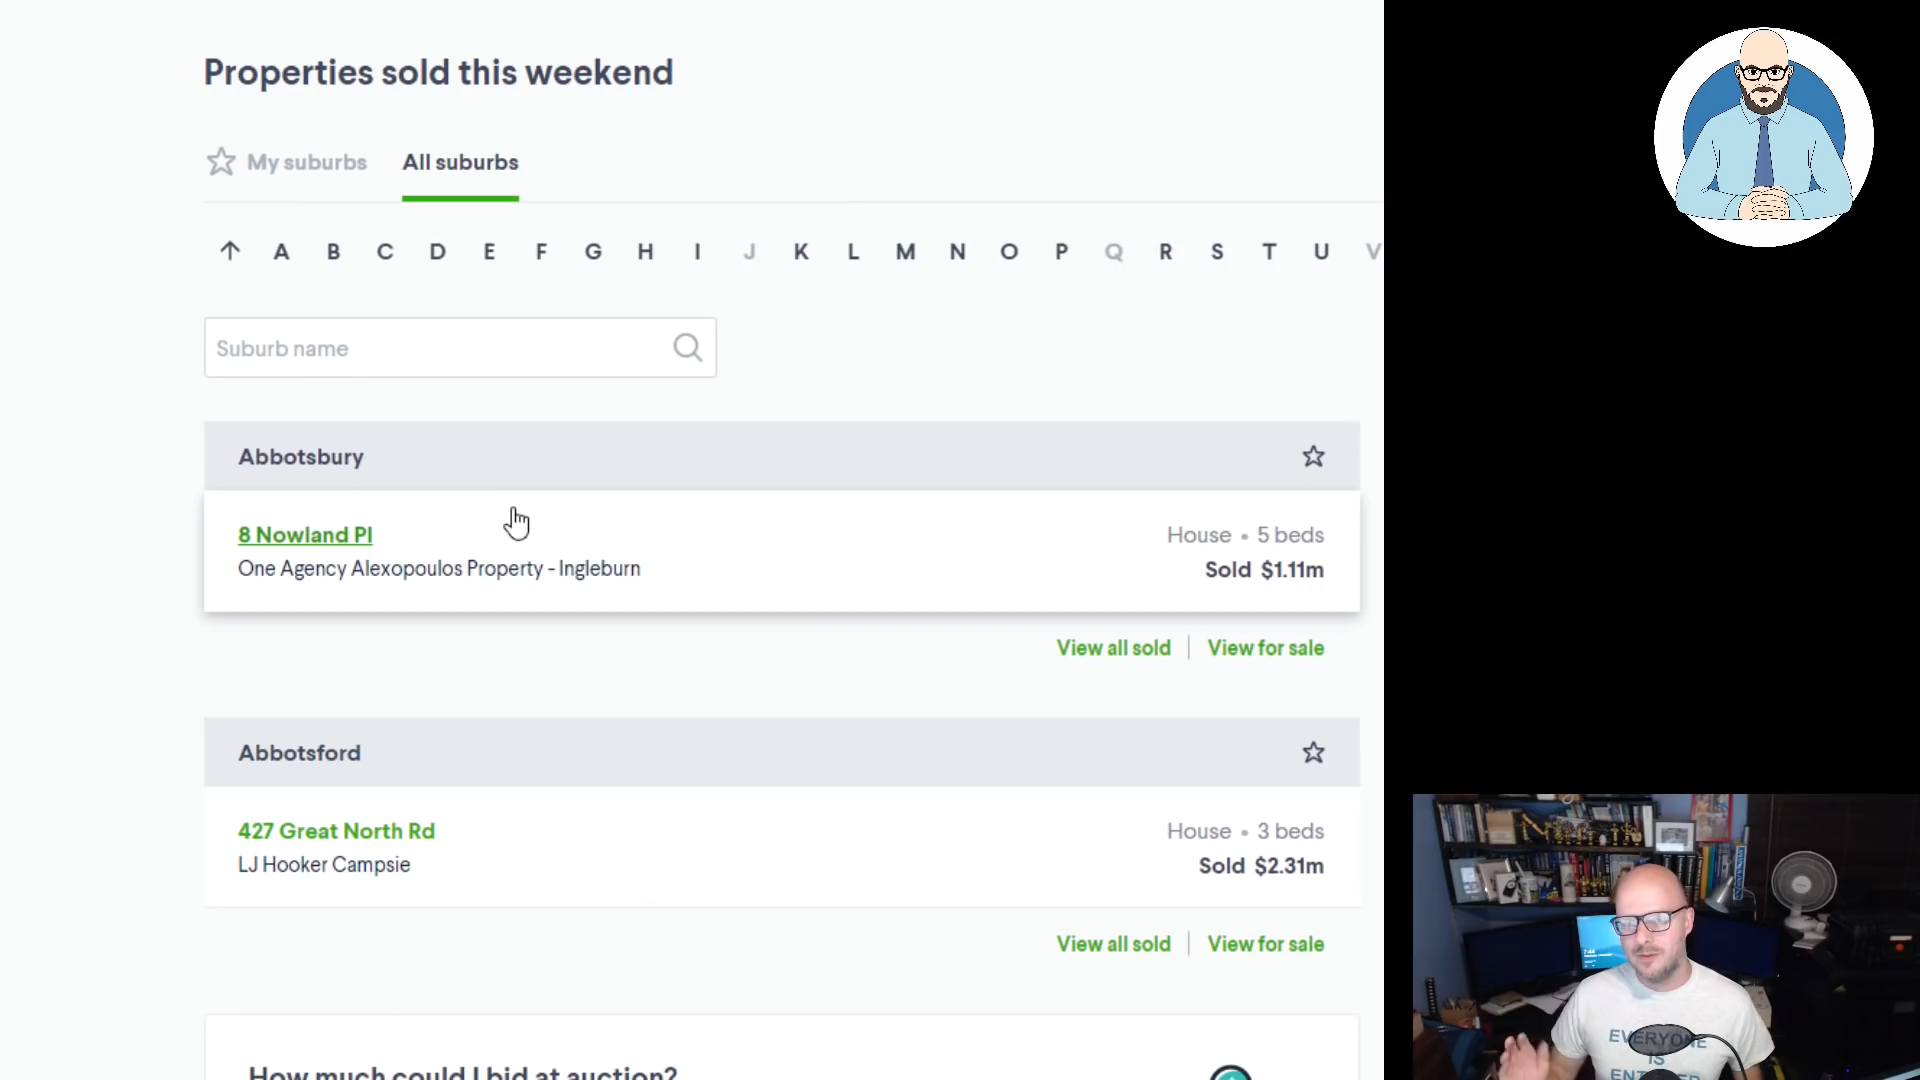 Properties sold this weekend
My suburbs All suburbs
A B C D E F G H I J K L M N O P Q R S T U V
Suburb name
Abbotsbury
8 Nowland Pl House • 5 beds
One Agency Alexopoulos Property - Ingleburn Sold $1.11m
View all sold View for sale
Abbotsford
427 Great North Rd House • 3 beds
LJ Hooker Campsie Sold $2.31m
View all sold View for sale
How much could I bid at auction?
EVERYONE
IS